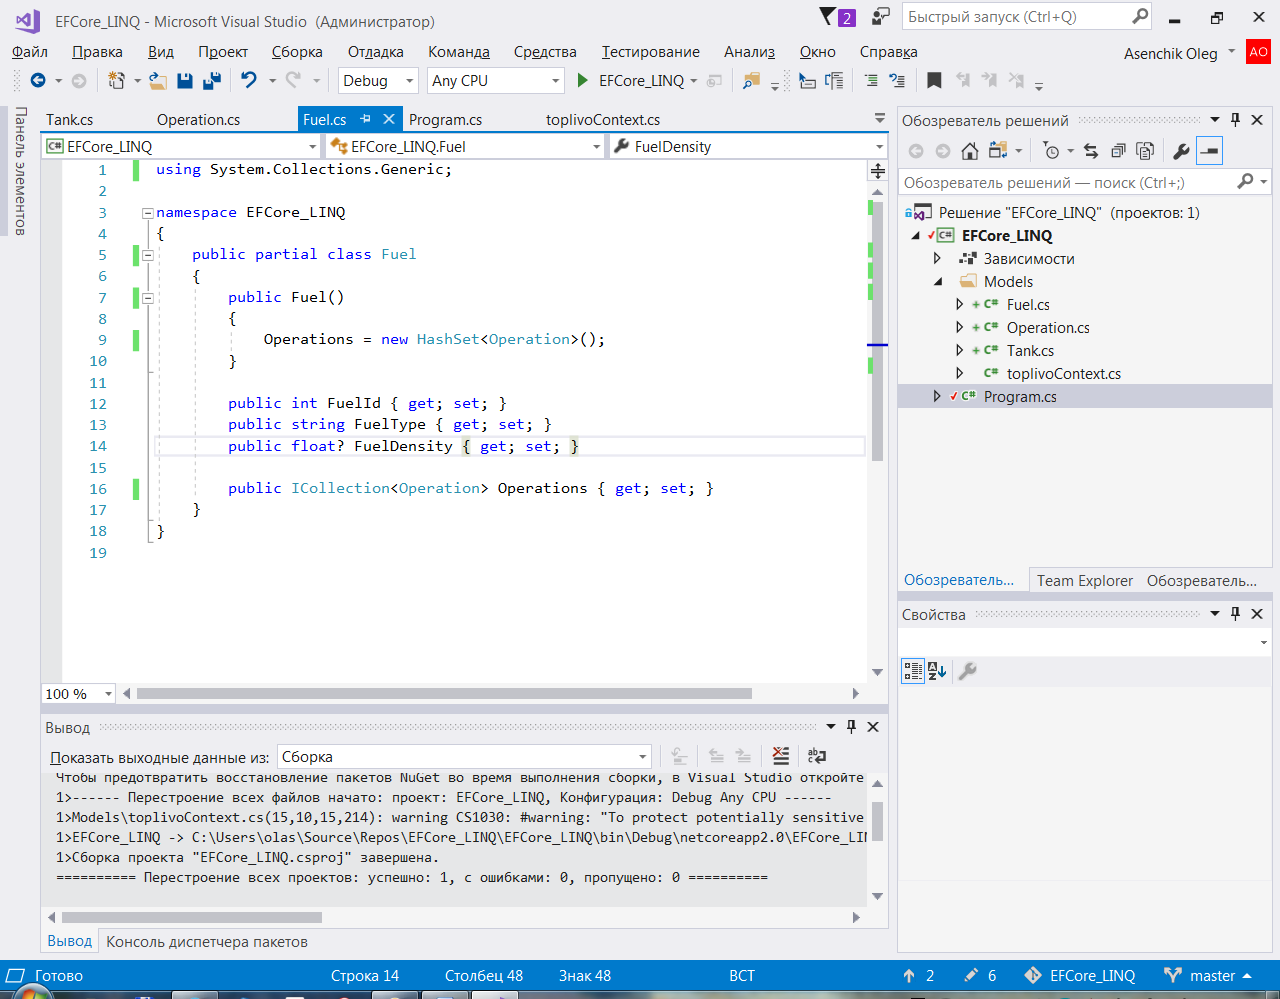 EFCore_LINQ - Microsoft Visual Studio (Администратор)
2
Быстрый запуск (Ctrl+Q)
Файл Правка Вид Проект Сборка Отладка Команда Средства Тестирование Анализ Окно Справка
Asenchik Oleg
AO
Debug Any CPU EFCore_LINQ
Панель элементов
Tank.cs Operation.cs Fuel.cs Program.cs toplivoContext.cs
C# EFCore_LINQ EFCore_LINQ.Fuel FuelDensity
1 using System.Collections.Generic;
2
3 namespace EFCore_LINQ
4 {
5 public partial class Fuel
6 {
7 public Fuel()
8 {
9 Operations = new HashSet<Operation>();
10 }
11
12 public int FuelId { get; set; }
13 public string FuelType { get; set; }
14 public float? FuelDensity { get; set; }
15
16 public ICollection<Operation> Operations { get; set; }
17 }
18 }
19
100 %
Обозреватель решений
Обозреватель решений — поиск (Ctrl+;)
Решение "EFCore_LINQ" (проектов: 1)
C# EFCore_LINQ
Зависимости
Models
C# Fuel.cs
C# Operation.cs
C# Tank.cs
C# toplivoContext.cs
C# Program.cs
Обозреватель... Team Explorer Обозреватель...
Свойства
Вывод
Показать выходные данные из: Сборка
Чтобы предотвратить восстановление пакетов NuGet во время выполнения сборки, в Visual Studio откройте
1>------ Перестроение всех файлов начато: проект: EFCore_LINQ, Конфигурация: Debug Any CPU ------
1>Models\toplivoContext.cs(15,10,15,214): warning CS1030: #warning: "To protect potentially sensitive
1>EFCore_LINQ -> C:\Users\olas\Source\Repos\EFCore_LINQ\EFCore_LINQ\bin\Debug\netcoreapp2.0\EFCore_LIN
1>Сборка проекта "EFCore_LINQ.csproj" завершена.
========== Перестроение всех проектов: успешно: 1, с ошибками: 0, пропущено: 0 ==========
Вывод Консоль диспетчера пакетов
Готово Строка 14 Столбец 48 Знак 48 ВСТ 2 6 EFCore_LINQ master